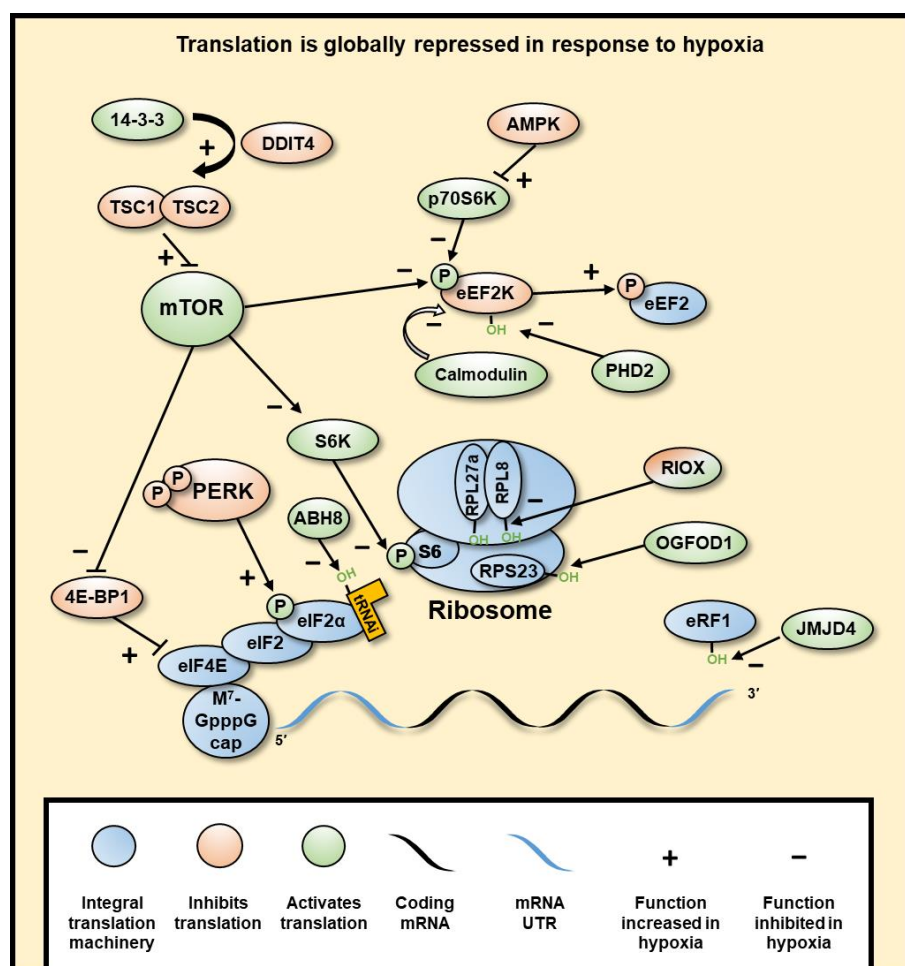 Translation is globally repressed in response to hypoxia
14-3-3
+
DDIT4
TSC1
TSC2
+
mTOR
AMPK
+
p70S6K
−
−
P
eEF2K
OH
+
P
eEF2
−
−
Calmodulin
PHD2
−
S6K
P
P
PERK
ABH8
−
−
OH
+
−
4E-BP1
+
P
eIF2α
eIF2
eIF4E
tRNAi
M⁷-
GpppG
cap
5′
RPL27a
RPL8
−
OH
OH
RIOX
P
S6
RPS23
OH
OGFOD1
Ribosome
eRF1
OH
−
JMJD4
3′
Integral
translation
machinery
Inhibits
translation
Activates
translation
Coding
mRNA
mRNA
UTR
+
Function
increased in
hypoxia
−
Function
inhibited in
hypoxia